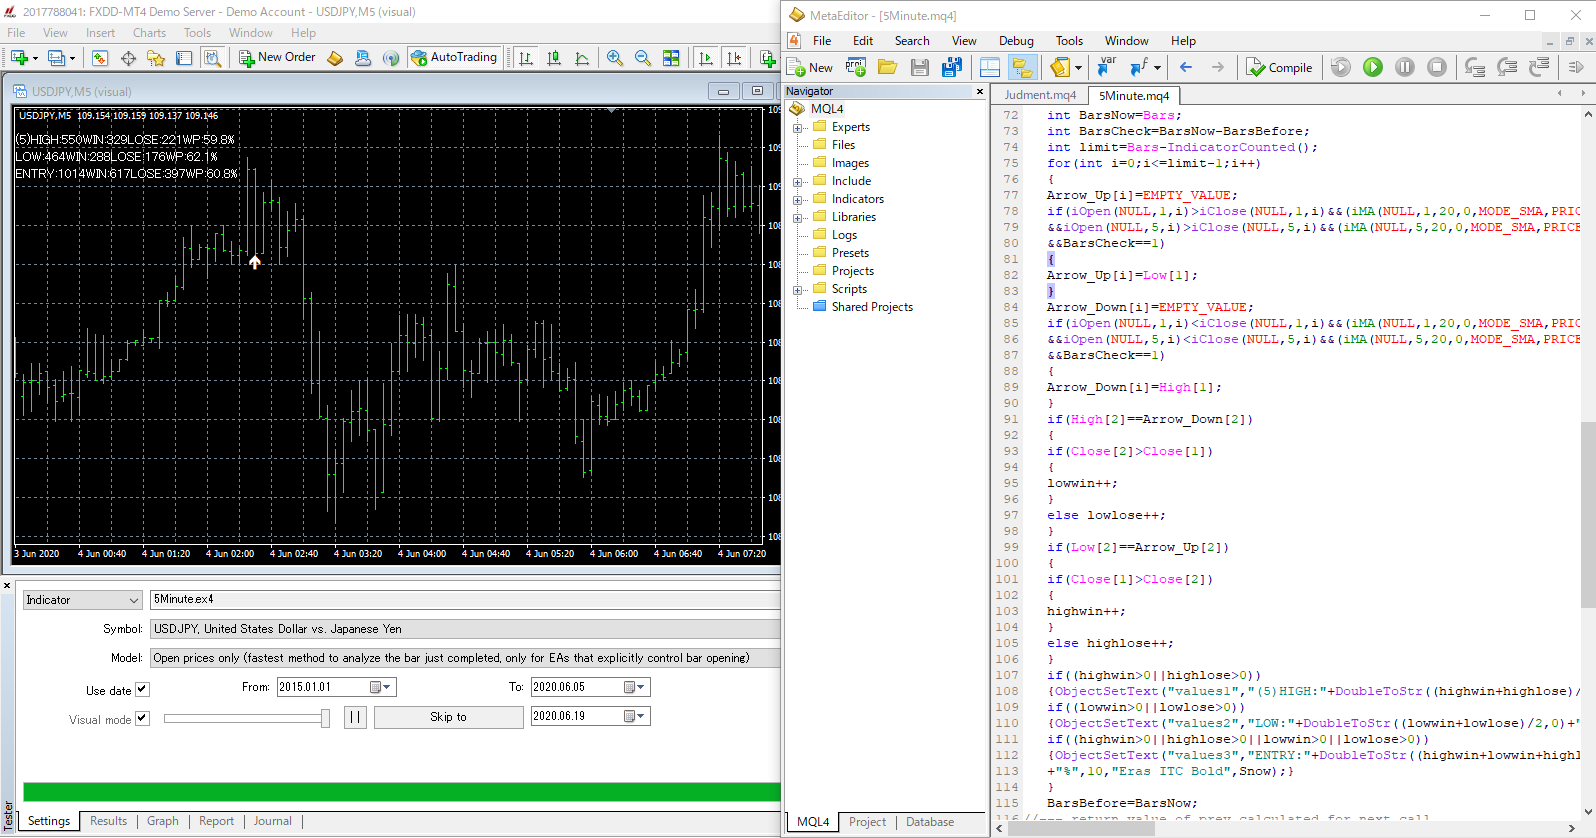 2017788041: FXDD-MT4 Demo Server - Demo Account - USDJPY,M5 (visual)
File View Insert Charts Tools Window Help
New Order AutoTrading
USDJPY,M5 (visual)
USDJPY,M5 109.154 109.159 109.137 109.146
(5)HIGH:550WIN:329LOSE:221WP:59.8%
LOW:464WIN:288LOSE:176WP:62.1%
ENTRY:1014WIN:617LOSE:397WP:60.8%
3 Jun 2020 4 Jun 00:40 4 Jun 01:20 4 Jun 02:00 4 Jun 02:40 4 Jun 03:20 4 Jun 04:00 4 Jun 04:40 4 Jun 05:20 4 Jun 06:00 4 Jun 06:40 4 Jun 07:20
Indicator 5Minute.ex4
Symbol: USDJPY, United States Dollar vs. Japanese Yen
Model: Open prices only (fastest method to analyze the bar just completed, only for EAs that explicitly control bar opening)
Use date From: 2015.01.01 To: 2020.06.05
Visual mode Skip to 2020.06.19
Tester
Settings Results Graph Report Journal
MetaEditor - [5Minute.mq4]
File Edit Search View Debug Tools Window Help
New Compile
Navigator
MQL4
Experts
Files
Images
Include
Indicators
Libraries
Logs
Presets
Projects
Scripts
Shared Projects
MQL4 Project Database
Judment.mq4 5Minute.mq4
72 int BarsNow=Bars;
73 int BarsCheck=BarsNow-BarsBefore;
74 int limit=Bars-IndicatorCounted();
75 for(int i=0;i<=limit-1;i++)
76 {
77 Arrow_Up[i]=EMPTY_VALUE;
78 if(iOpen(NULL,1,i)>iClose(NULL,1,i)&&(iMA(NULL,1,20,0,MODE_SMA,PRIC
79 &&iOpen(NULL,5,i)>iClose(NULL,5,i)&&(iMA(NULL,5,20,0,MODE_SMA,PRICE
80 &&BarsCheck==1)
81 {
82 Arrow_Up[i]=Low[1];
83 }
84 Arrow_Down[i]=EMPTY_VALUE;
85 if(iOpen(NULL,1,i)<iClose(NULL,1,i)&&(iMA(NULL,1,20,0,MODE_SMA,PRIC
86 &&iOpen(NULL,5,i)<iClose(NULL,5,i)&&(iMA(NULL,5,20,0,MODE_SMA,PRICE
87 &&BarsCheck==1)
88 {
89 Arrow_Down[i]=High[1];
90 }
91 if(High[2]==Arrow_Down[2])
92 {
93 if(Close[2]>Close[1])
94 {
95 lowwin++;
96 }
97 else lowlose++;
98 }
99 if(Low[2]==Arrow_Up[2])
100 {
101 if(Close[1]>Close[2])
102 {
103 highwin++;
104 }
105 else highlose++;
106 }
107 if((highwin>0||highlose>0))
108 {ObjectSetText("values1","(5)HIGH:"+DoubleToStr((highwin+highlose)/
109 if((lowwin>0||lowlose>0))
110 {ObjectSetText("values2","LOW:"+DoubleToStr((lowwin+lowlose)/2,0)+"
111 if((highwin>0||highlose>0||lowwin>0||lowlose>0))
112 {ObjectSetText("values3","ENTRY:"+DoubleToStr((highwin+lowwin+highl
113 +"%",10,"Eras ITC Bold",Snow);}
114 }
115 BarsBefore=BarsNow;
116 //--- return value of prev_calculated for next call